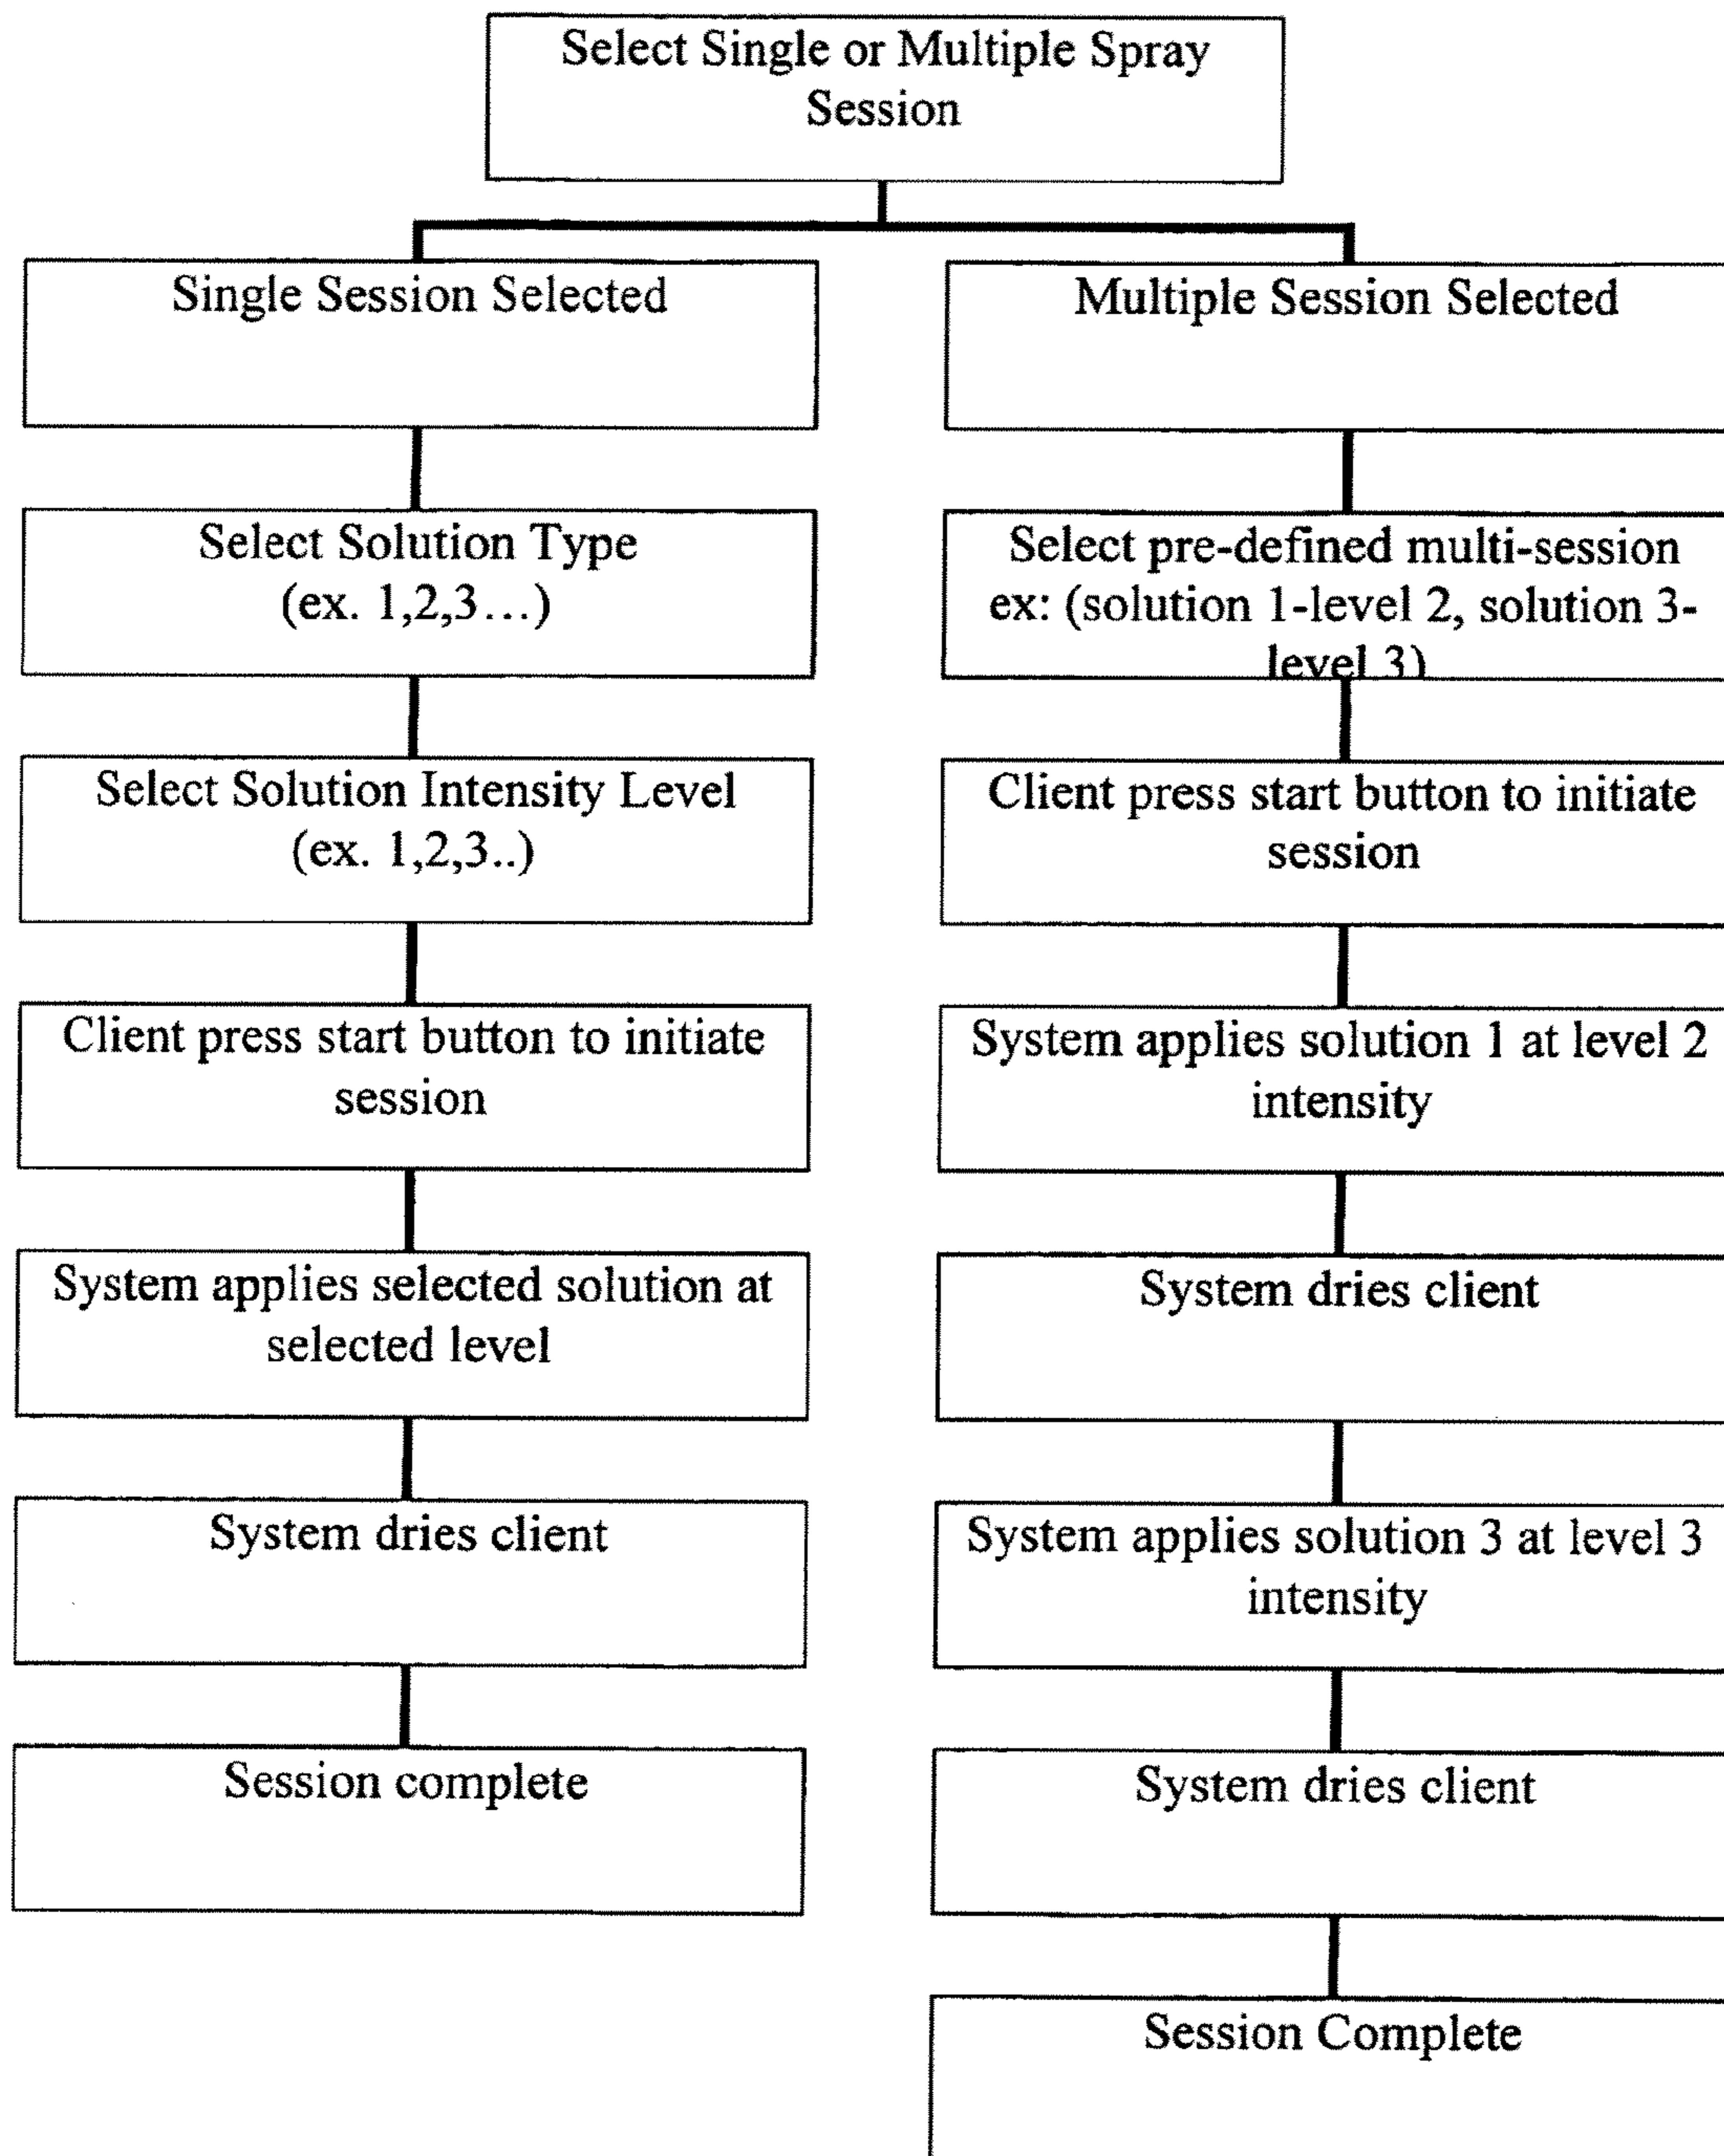 Select Single or Multiple Spray
Session
Single Session Selected
Select Solution Type
(ex. 1,2,3…)
Select Solution Intensity Level
(ex. 1,2,3..)
Client press start button to initiate
session
System applies selected solution at
selected level
System dries client
Session complete
Multiple Session Selected
Select pre-defined multi-session
ex: (solution 1-level 2, solution 3-
level 3)
Client press start button to initiate
session
System applies solution 1 at level 2
intensity
System dries client
System applies solution 3 at level 3
intensity
System dries client
Session Complete